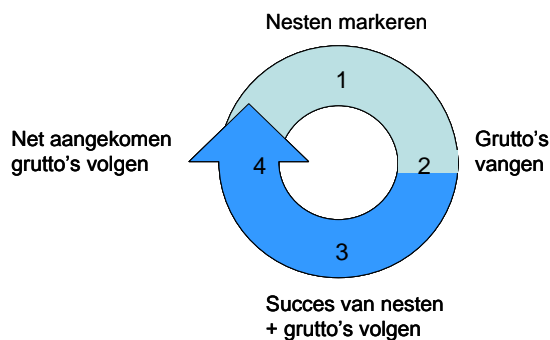 Nesten markeren
1
Net aangekomen
grutto's volgen
4
2
Grutto's
vangen
3
Succes van nesten
+ grutto's volgen